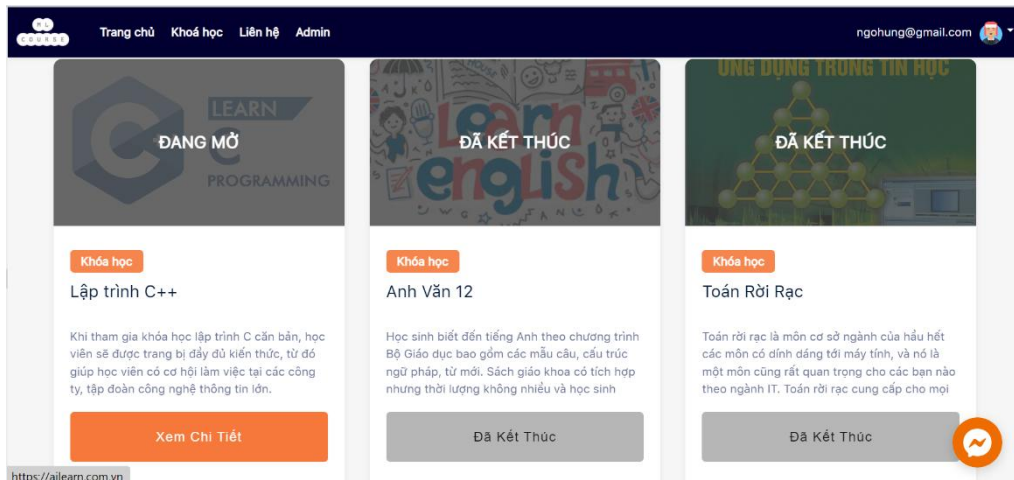 M L
COURSE
Trang chủ Khoá học Liên hệ Admin
ngohung@gmail.com
LEARN
C
PROGRAMMING
ĐANG MỞ
Learn
english
ĐÃ KẾT THÚC
ỨNG DỤNG TRONG TIN HỌC
ĐÃ KẾT THÚC
Khóa học
Lập trình C++
Khi tham gia khóa học lập trình C căn bản, học
viên sẽ được trang bị đầy đủ kiến thức, từ đó
giúp học viên có cơ hội làm việc tại các công
ty, tập đoàn công nghệ thông tin lớn.
Xem Chi Tiết
Khóa học
Anh Văn 12
Học sinh biết đến tiếng Anh theo chương trình
Bộ Giáo dục bao gồm các mẫu câu, cấu trúc
ngữ pháp, từ mới. Sách giáo khoa có tích hợp
nhưng thời lượng không nhiều và học sinh
Đã Kết Thúc
Khóa học
Toán Rời Rạc
Toán rời rạc là môn cơ sở ngành của hầu hết
các môn có dính dáng tới máy tính, và nó là
một môn cũng rất quan trọng cho các bạn nào
theo ngành IT. Toán rời rạc cung cấp cho mọi
Đã Kết Thúc
https://ailearn.com.vn